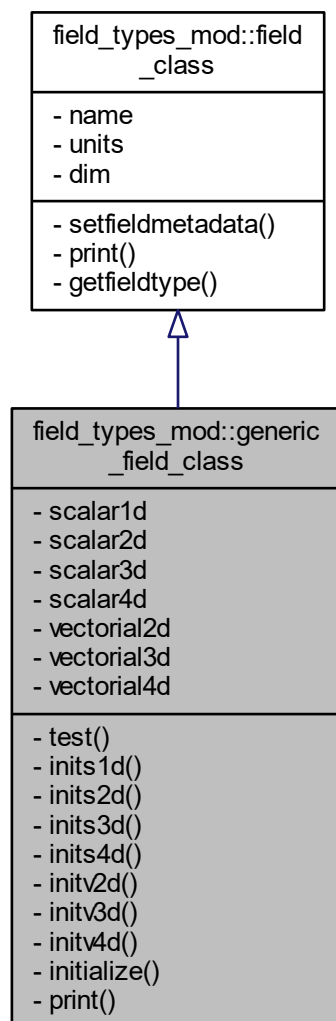 field_types_mod::field
_class
- name
- units
- dim
- setfieldmetadata()
- print()
- getfieldtype()
field_types_mod::generic
_field_class
- scalar1d
- scalar2d
- scalar3d
- scalar4d
- vectorial2d
- vectorial3d
- vectorial4d
- test()
- inits1d()
- inits2d()
- inits3d()
- inits4d()
- initv2d()
- initv3d()
- initv4d()
- initialize()
- print()